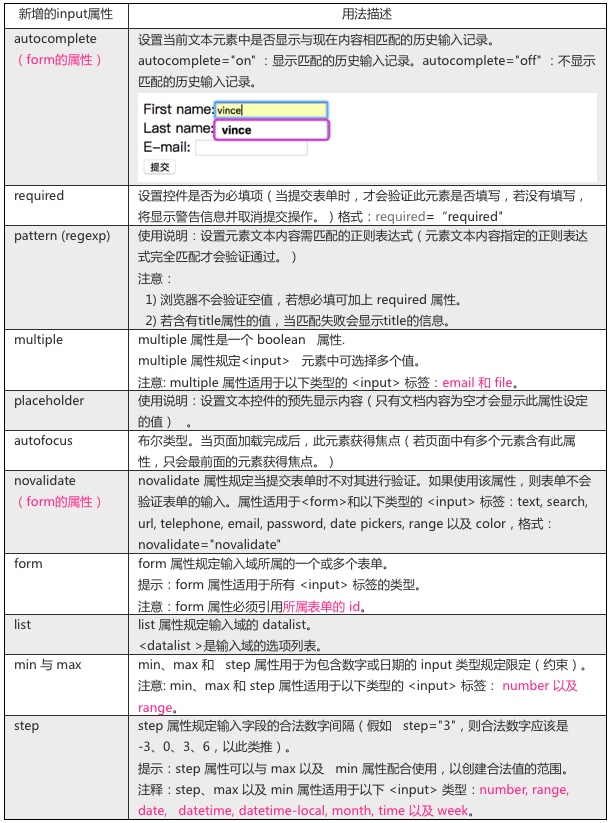 新增的input属性 用法描述
autocomplete
（form的属性）
设置当前文本元素中是否显示与现在内容相匹配的历史输入记录。
autocomplete="on" ：显示匹配的历史输入记录。autocomplete="off" ：不显示
匹配的历史输入记录。
First name: vince
Last name: vince
E-mail:
提交
required
设置控件是否为必填项（当提交表单时，才会验证此元素是否填写，若没有填写，
将显示警告信息并取消提交操作。）格式：required=“required"
pattern (regexp)
使用说明：设置元素文本内容需匹配的正则表达式（元素文本内容指定的正则表达
式完全匹配才会验证通过。）
注意：
1) 浏览器不会验证空值，若想必填可加上 required 属性。
2) 若含有title属性的值，当匹配失败会显示title的信息。
multiple
multiple 属性是一个 boolean 属性.
multiple 属性规定<input> 元素中可选择多个值。
注意: multiple 属性适用于以下类型的 <input> 标签：email 和 file。
placeholder
使用说明：设置文本控件的预先显示内容（只有文档内容为空才会显示此属性设定
的值） 。
autofocus
布尔类型。当页面加载完成后，此元素获得焦点（若页面中有多个元素含有此属
性，只会最前面的元素获得焦点。）
novalidate
（form的属性）
novalidate 属性规定当提交表单时不对其进行验证。如果使用该属性，则表单不会
验证表单的输入。属性适用于<form>和以下类型的 <input> 标签：text, search,
url, telephone, email, password, date pickers, range 以及 color，格式：
novalidate="novalidate"
form
form 属性规定输入域所属的一个或多个表单。
提示：form 属性适用于所有 <input> 标签的类型。
注意：form 属性必须引用所属表单的 id。
list
list 属性规定输入域的 datalist。
<datalist >是输入域的选项列表。
min 与 max
min、max 和 step 属性用于为包含数字或日期的 input 类型规定限定（约束）。
注意: min、max 和 step 属性适用于以下类型的 <input> 标签： number 以及
range。
step
step 属性规定输入字段的合法数字间隔（假如 step="3"，则合法数字应该是
-3、0、3、6，以此类推）。
提示：step 属性可以与 max 以及 min 属性配合使用，以创建合法值的范围。
注释：step、max 以及 min 属性适用于以下 <input> 类型：number, range,
date, datetime, datetime-local, month, time 以及 week。